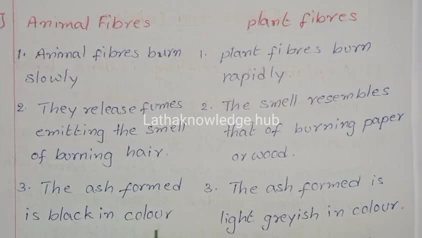 Animal Fibres
1. Animal fibres burn
slowly
2. They release fumes
emitting the smell
of burning hair.
3. The ash formed
is black in colour
plant fibres
1. plant fibres burn
rapidly
2. The smell resembles
that of burning paper
or wood.
3. The ash formed is
light greyish in colour.
Lathaknowledge hub